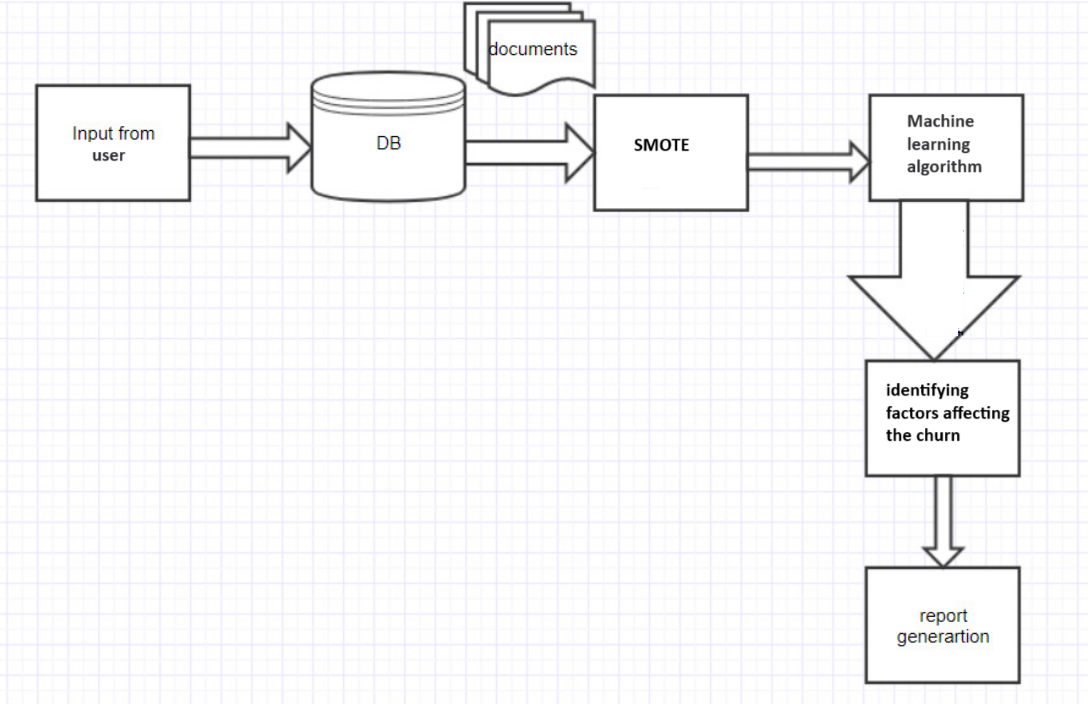 documents
Input from
user
DB
SMOTE
Machine
learning
algorithm
identifying
factors affecting
the churn
report
generartion